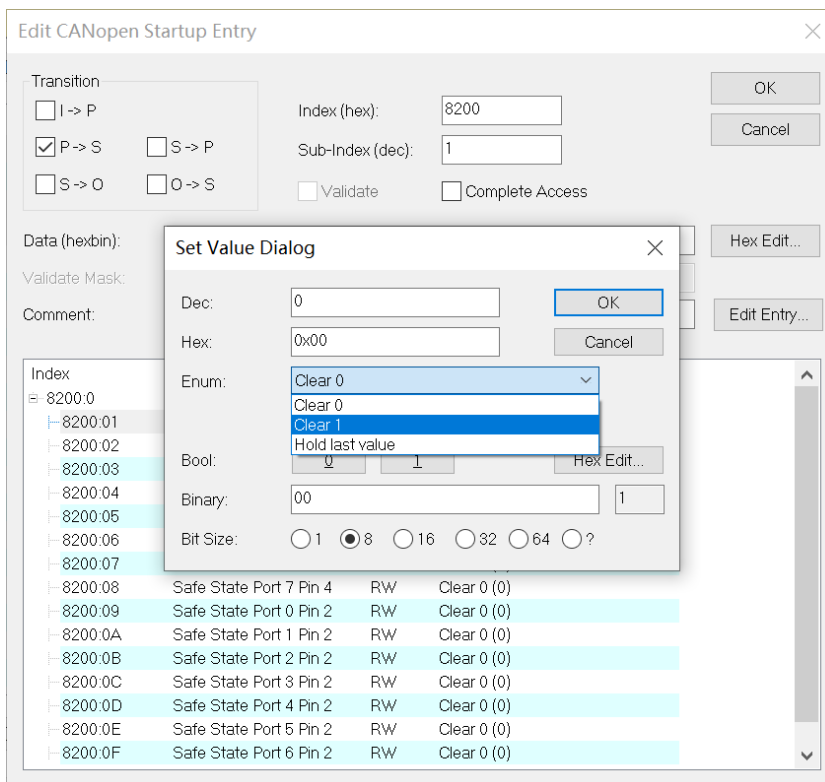 Edit CANopen Startup Entry
Transition
I -> P
P -> S
S -> P
S -> O
O -> S
Index (hex):
8200
Sub-Index (dec):
1
Validate
Complete Access
OK
Cancel
Data (hexbin):
Hex Edit...
Validate Mask:
Comment:
Edit Entry...
Set Value Dialog
Dec:
0
OK
Hex:
0x00
Cancel
Enum:
Clear 0
Clear 0
Clear 1
Hold last value
Bool:
0
1
Hex Edit...
Binary:
00
1
Bit Size:
1
8
16
32
64
?
Index
8200:0
8200:01
8200:02
8200:03
8200:04
8200:05
8200:06
8200:07
8200:08 Safe State Port 7 Pin 4 RW Clear 0 (0)
8200:09 Safe State Port 0 Pin 2 RW Clear 0 (0)
8200:0A Safe State Port 1 Pin 2 RW Clear 0 (0)
8200:0B Safe State Port 2 Pin 2 RW Clear 0 (0)
8200:0C Safe State Port 3 Pin 2 RW Clear 0 (0)
8200:0D Safe State Port 4 Pin 2 RW Clear 0 (0)
8200:0E Safe State Port 5 Pin 2 RW Clear 0 (0)
8200:0F Safe State Port 6 Pin 2 RW Clear 0 (0)